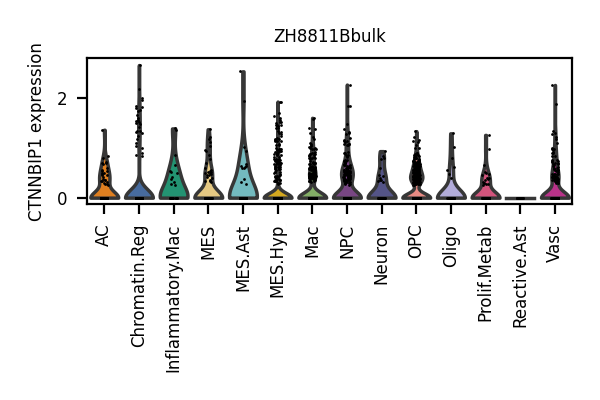 ZH8811Bbulk
CTNNBIP1 expression
2
0
AC
Chromatin.Reg
Inflammatory.Mac
MES
MES.Ast
MES.Hyp
Mac
NPC
Neuron
OPC
Oligo
Prolif.Metab
Reactive.Ast
Vasc